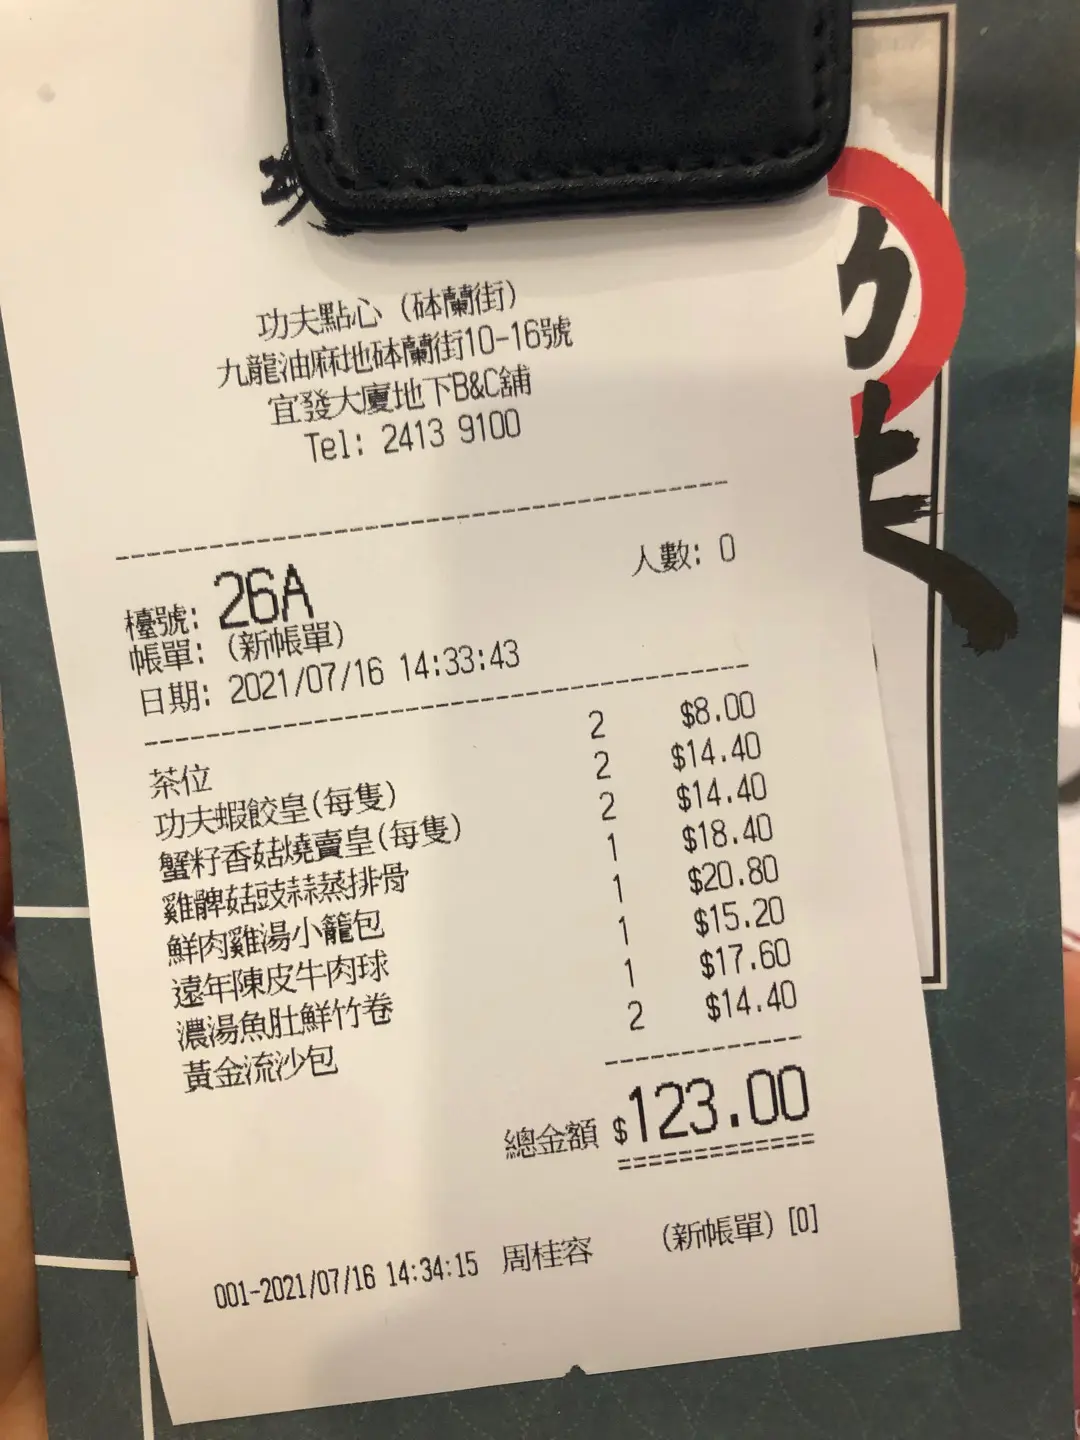 功夫點心 (砵蘭街)
九龍油麻地砵蘭街10-16號
宜發大廈地下B&C舖
Tel: 2413 9100
檯號: 26A 人數: 0
帳單: (新帳單)
日期: 2021/07/16 14:33:43
茶位 2 $8.00
功夫蝦餃皇(每隻) 2 $14.40
蟹籽香菇燒賣皇(每隻) 2 $14.40
雞髀菇豉蒜蒸排骨 1 $18.40
鮮肉雞湯小籠包 1 $20.80
遠年陳皮牛肉球 1 $15.20
濃湯魚肚鮮竹卷 1 $17.60
黃金流沙包 2 $14.40
總金額 $123.00
001-2021/07/16 14:34:15 周桂容 (新帳單) [0]
功夫